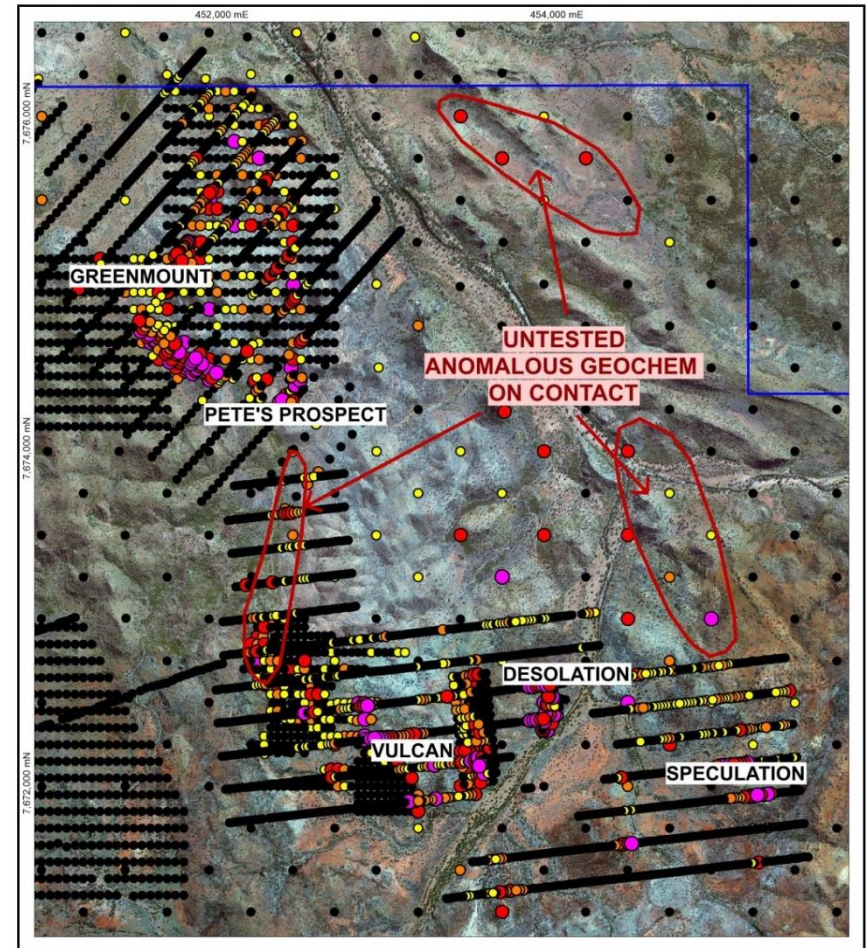 452,000 mE
454,000 mE
7,676,000 mN
GREENMOUNT
UNTESTED
ANOMALOUS GEOCHEM
ON CONTACT
PETE'S PROSPECT
7,674,000 mN
DESOLATION
VULCAN
SPECULATION
7,672,000 mN